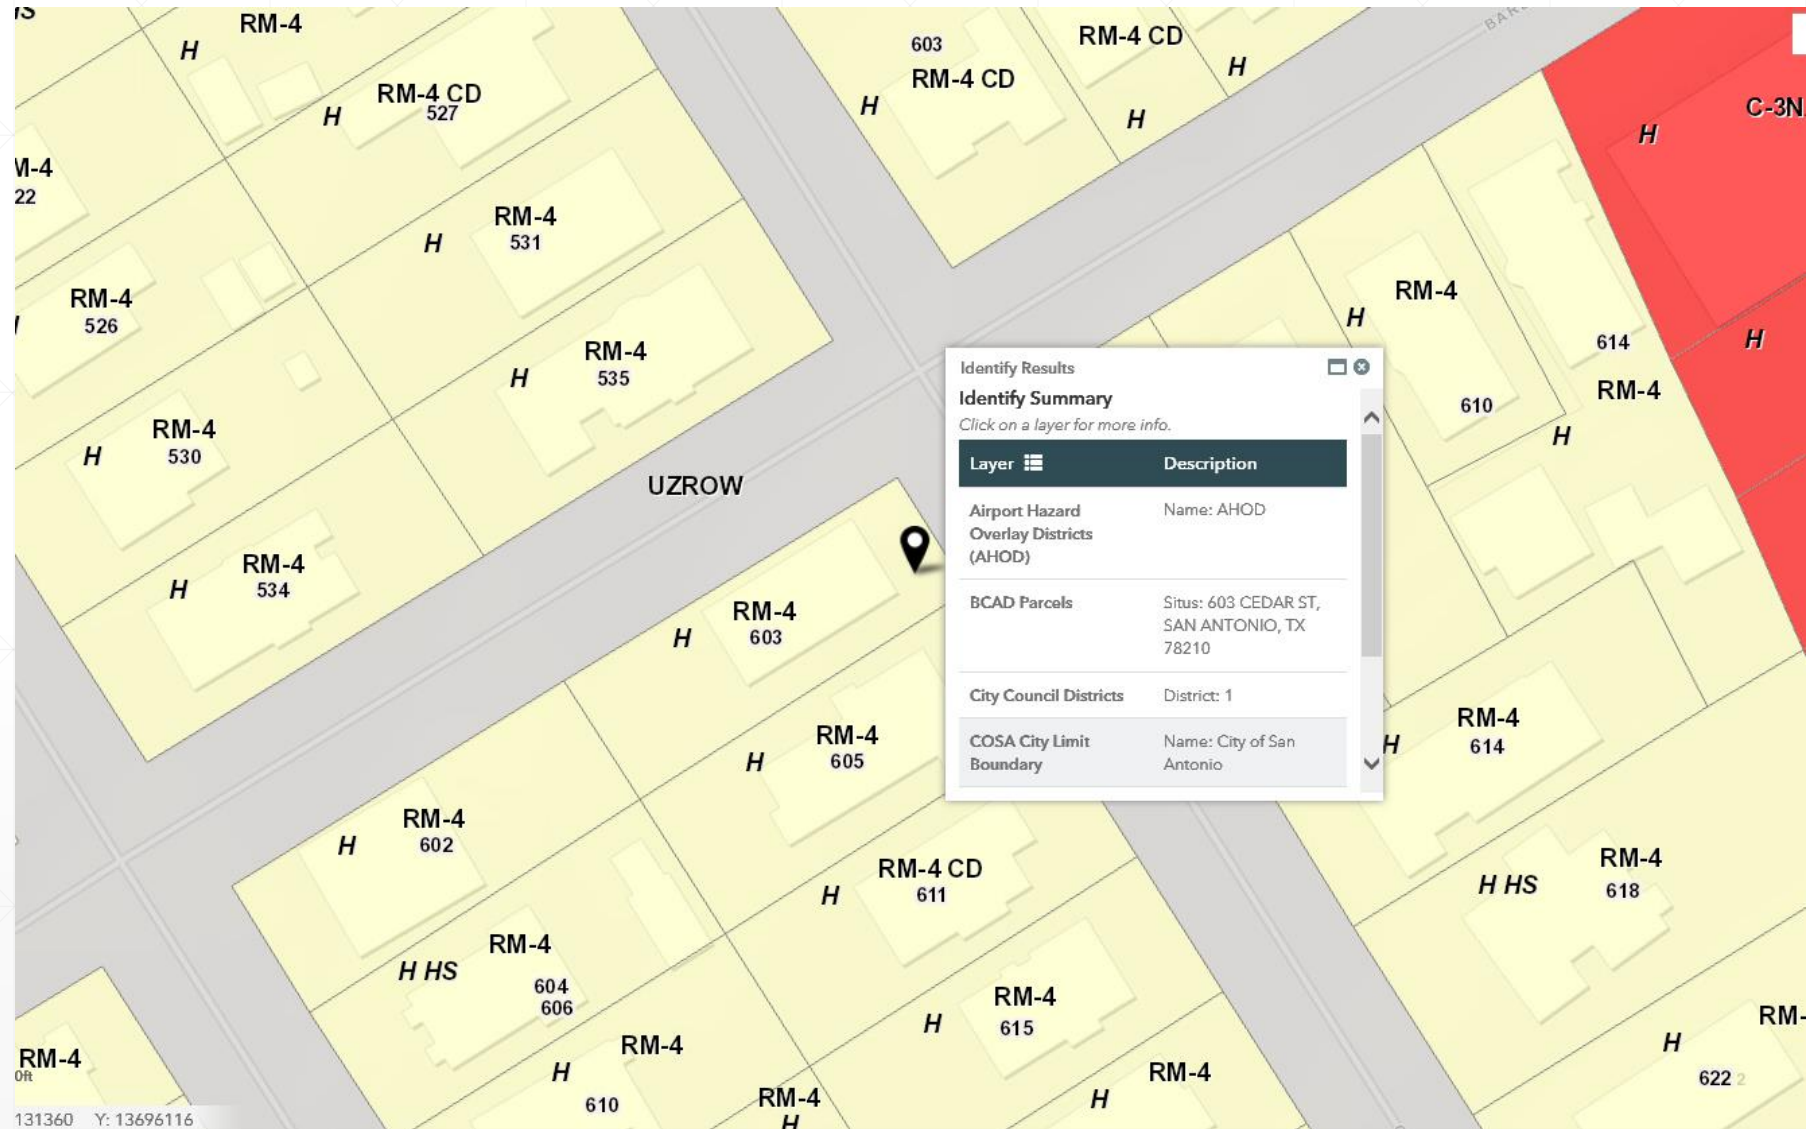 RM-4
H
603
RM-4 CD
RM-4 CD
H
H
H
RM-4 CD
527
H
C-3N
H
22
RM-4
531
H
RM-4
526
RM-4
535
H
RM-4
H
610
614
RM-4
H
H
RM-4
530
H
UZROW
RM-4
534
H
Identify Results
Identify Summary
Click on a layer for more info.
Layer Description
Airport Hazard Name: AHOD
Overlay Districts
(AHOD)
BCAD Parcels Situs: 603 CEDAR ST,
SAN ANTONIO, TX
78210
City Council Districts District: 1
COSA City Limit Name: City of San
Boundary Antonio
RM-4
603
H
RM-4
605
H
RM-4
614
H
RM-4
602
H
RM-4 CD
611
H
RM-4
618
H HS
RM-4
H HS
604
606
RM-4
615
H
RM-4
H
610
RM-4
H
RM-4
H
RM-
H
622 2
RM-4
0ft
131360 Y: 13696116